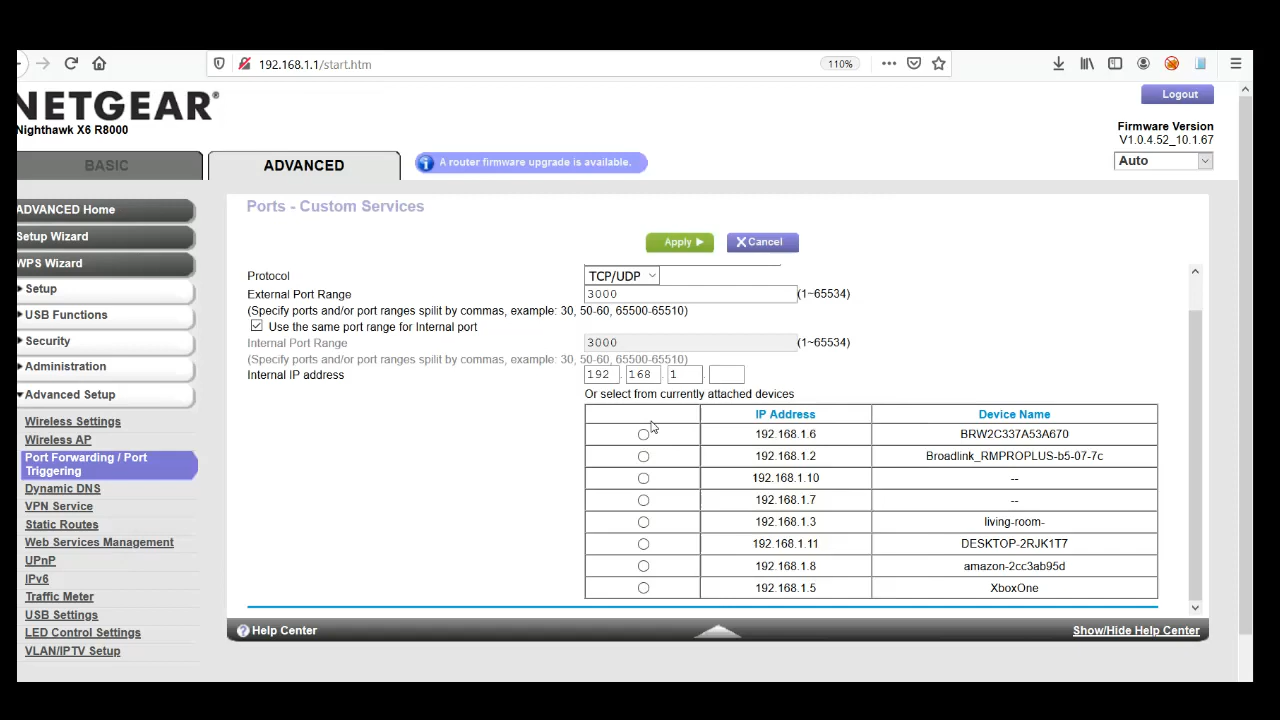 192.168.1.1/start.htm
110%
NETGEAR®
Nighthawk X6 R8000
Logout
Firmware Version
V1.0.4.52_10.1.67
Auto
BASIC
ADVANCED
A router firmware upgrade is available.
ADVANCED Home
Setup Wizard
WPS Wizard
Setup
USB Functions
Security
Administration
Advanced Setup
Wireless Settings
Wireless AP
Port Forwarding / Port
Triggering
Dynamic DNS
VPN Service
Static Routes
Web Services Management
UPnP
IPv6
Traffic Meter
USB Settings
LED Control Settings
VLAN/IPTV Setup
Ports - Custom Services
Apply
Cancel
Protocol TCP/UDP
External Port Range 3000 (1~65534)
(Specify ports and/or port ranges spilit by commas, example: 30, 50-60, 65500-65510)
Use the same port range for Internal port
Internal Port Range 3000 (1~65534)
(Specify ports and/or port ranges spilit by commas, example: 30, 50-60, 65500-65510)
Internal IP address 192 . 168 . 1 .
Or select from currently attached devices
IP Address Device Name
192.168.1.6 BRW2C337A53A670
192.168.1.2 Broadlink_RMPROPLUS-b5-07-7c
192.168.1.10 --
192.168.1.7 --
192.168.1.3 living-room-
192.168.1.11 DESKTOP-2RJK1T7
192.168.1.8 amazon-2cc3ab95d
192.168.1.5 XboxOne
Help Center
Show/Hide Help Center